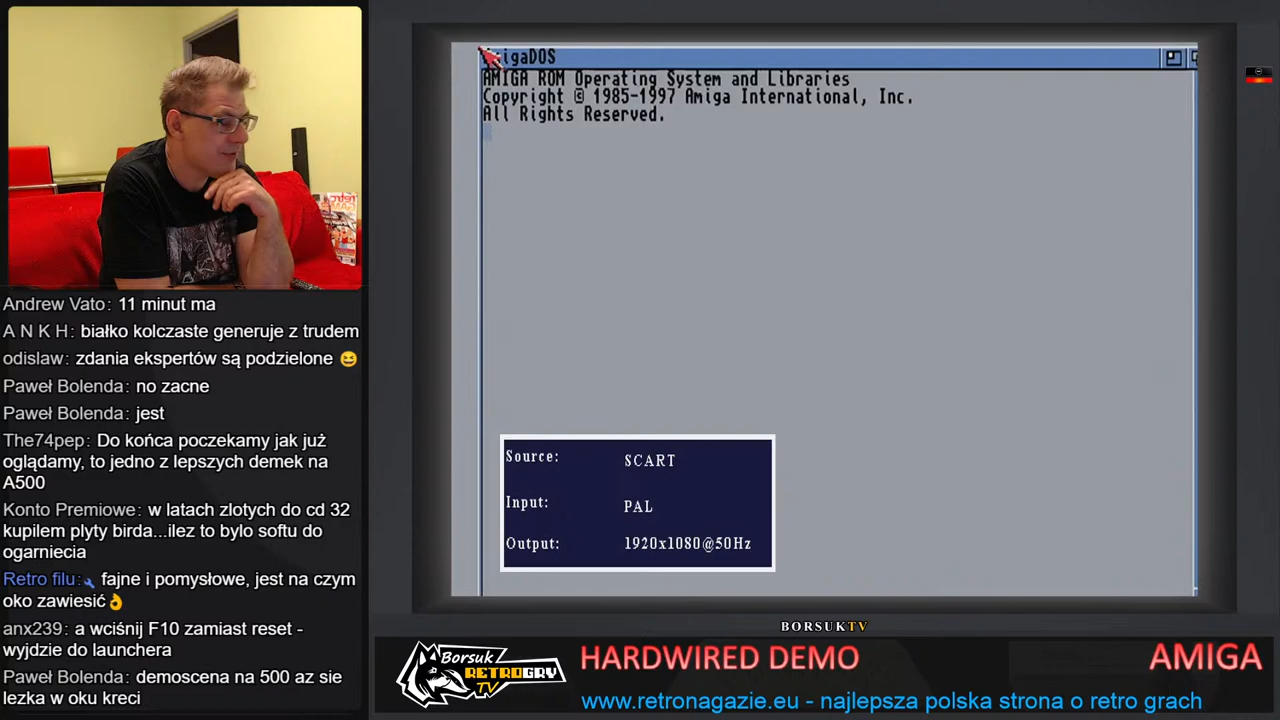 AMIGA ROM Operating System and Libraries
Copyright © 1985-1997 Amiga International, Inc.
All Rights Reserved.
Source: SCART
Input: PAL
Output: 1920x1080@50Hz
Andrew Vato: 11 minut ma
A N K H: białko kolczaste generuje z trudem
odislaw: zdania ekspertów są podzielone 😆
Paweł Bolenda: no zacne
Paweł Bolenda: jest
The74pep: Do końca poczekamy jak już
oglądamy, to jedno z lepszych demek na
A500
Konto Premiowe: w latach zlotych do cd 32
kupilem plyty birda...ilez to bylo softu do
ogarniecia
Retro filu: fajne i pomysłowe, jest na czym
oko zawiesić👌
anx239: a wciśnij F10 zamiast reset -
wyjdzie do launchera
Paweł Bolenda: demoscena na 500 az sie
lezka w oku kreci
BORSUKTV
Borsuk
RETROGRY
TV
HARDWIRED DEMO
AMIGA
www.retronagazie.eu - najlepsza polska strona o retro grach